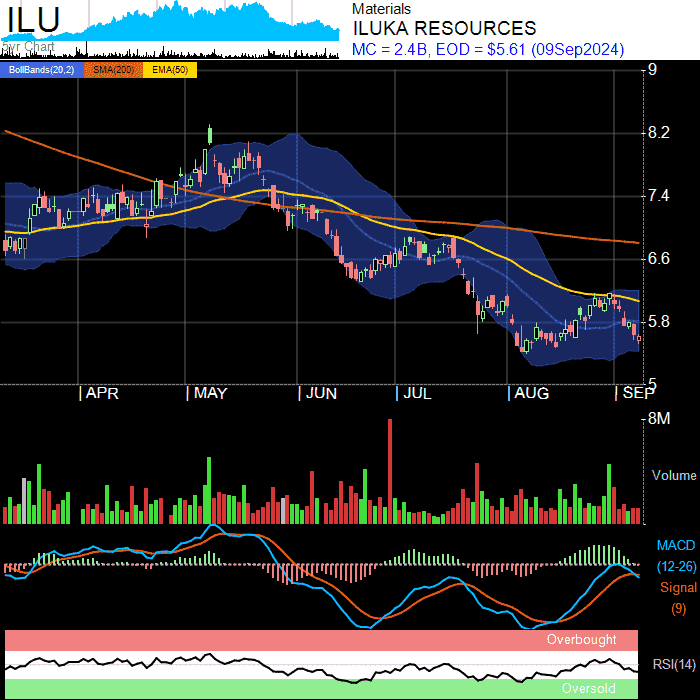 ILU
5yr Chart
Materials
ILUKA RESOURCES
MC = 2.4B, EOD = $5.61 (09Sep2024)
BollBands(20,2) SMA(200) EMA(50)
9
8.2
7.4
6.6
5.8
5
APR MAY JUN JUL AUG SEP
8M
Volume
MACD
(12-26)
Signal
(9)
Overbought
RSI(14)
Oversold